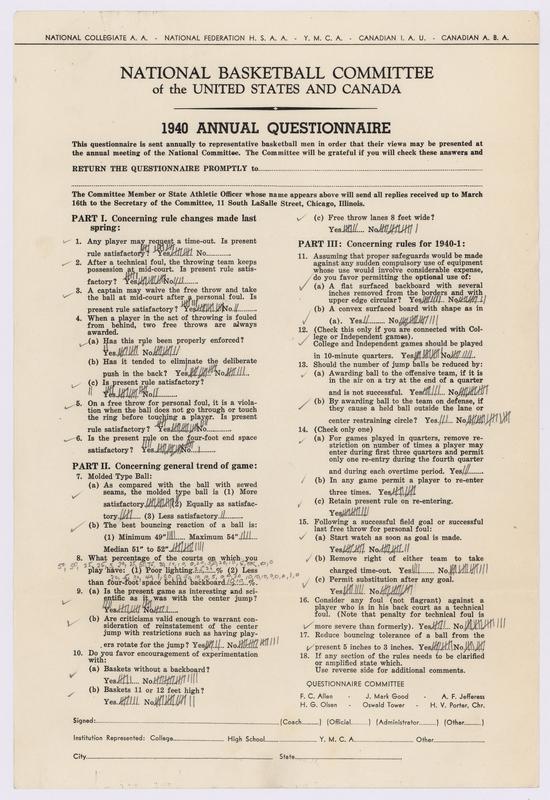 NATIONAL COLLEGIATE A. A. - NATIONAL FEDERATION H. S. A. A. - Y. M. C. A. - CANADIAN I. A. U. - CANADIAN A. B. A.
NATIONAL BASKETBALL COMMITTEE
of the UNITED STATES AND CANADA
1940 ANNUAL QUESTIONNAIRE
This questionnaire is sent annually to representative basketball men in order that their views may be presented at
the annual meeting of the National Committee. The Committee will be grateful if you will check these answers and
RETURN THE QUESTIONNAIRE PROMPTLY to
The Committee Member or State Athletic Officer whose name appears above will send all replies received up to March
16th to the Secretary of the Committee, 11 South LaSalle Street, Chicago, Illinois.
PART I. Concerning rule changes made last
spring:
1. Any player may request a time-out. Is present
rule satisfactory? Yes No
2. After a technical foul, the throwing team keeps
possession at mid-court. Is present rule satis-
factory? Yes No
3. A captain may waive the free throw and take
the ball at mid-court after a personal foul. Is
present rule satisfactory? Yes No
4. When a player in the act of throwing is fouled
from behind, two free throws are always
awarded.
(a) Has this rule been properly enforced?
Yes No
(b) Has it tended to eliminate the deliberate
push in the back? Yes No
(c) Is present rule satisfactory?
Yes No
5. On a free throw for personal foul, it is a viola-
tion when the ball does not go through or touch
the ring before touching a player. Is present
rule satisfactory? Yes No
6. Is the present rule on the four-foot end space
satisfactory? Yes No
PART II. Concerning general trend of game:
7. Molded Type Ball:
(a) As compared with the ball with sewed
seams, the molded type ball is (1) More
satisfactory (2) Equally as satisfac-
tory (3) Less satisfactory
(b) The best bouncing reaction of a ball is:
(1) Minimum 49" Maximum 54"
Median 51" to 52"
8. What percentage of the courts on which you
play have: (1) Poor lighting % (2) Less
than four-foot space behind backboard %
9. (a) Is the present game as interesting and sci-
entific as it was with the center jump?
Yes No
(b) Are criticisms valid enough to warrant con-
sideration of reinstatement of the center
jump with restrictions such as having play-
ers rotate for the jump? Yes No
10. Do you favor encouragement of experimentation
with:
(a) Baskets without a backboard?
Yes No
(b) Baskets 11 or 12 feet high?
Yes No
(c) Free throw lanes 8 feet wide?
Yes No
PART III: Concerning rules for 1940-1:
11. Assuming that proper safeguards would be made
against any sudden compulsory use of equipment
whose use would involve considerable expense,
do you favor permitting the optional use of:
(a) A flat surfaced backboard with several
inches removed from the borders and with
upper edge circular? Yes No
(b) A convex surfaced board with shape as in
(a). Yes No
12. (Check this only if you are connected with Col-
lege or Independent games).
College and Independent games should be played
in 10-minute quarters. Yes No
13. Should the number of jump balls be reduced by:
(a) Awarding ball to offensive team, if it is
in the air on a try at the end of a quarter
and is not successful. Yes No
(b) By awarding ball to the team on defense, if
they cause a held ball outside the lane or
center restraining circle? Yes No
14. (Check only one)
(a) For games played in quarters, remove re-
striction on number of times a player may
enter during first three quarters and permit
only one re-entry during the fourth quarter
and during each overtime period. Yes
(b) In any game permit a player to re-enter
three times. Yes
(c) Retain present rule on re-entering.
Yes
15. Following a successful field goal or successful
last free throw for personal foul:
(a) Start watch as soon as goal is made.
Yes No
(b) Remove right of either team to take
charged time-out. Yes No
(c) Permit substitution after any goal.
Yes No
16. Consider any foul (not flagrant) against a
player who is in his back court as a technical
foul. (Note that penalty for technical foul is
more severe than formerly). Yes No
17. Reduce bouncing tolerance of a ball from the
present 5 inches to 3 inches. Yes No
18. If any section of the rules needs to be clarified
or amplified state which.
Use reverse side for additional comments.
QUESTIONNAIRE COMMITTEE
F. C. Allen - J. Mark Good - A. F. Jefferess
H. G. Olsen - Oswald Tower - H. V. Porter, Chr.
Signed: (Coach ) (Official ) (Administrator ) (Other )
Institution Represented: College High School Y. M. C. A. Other
City State